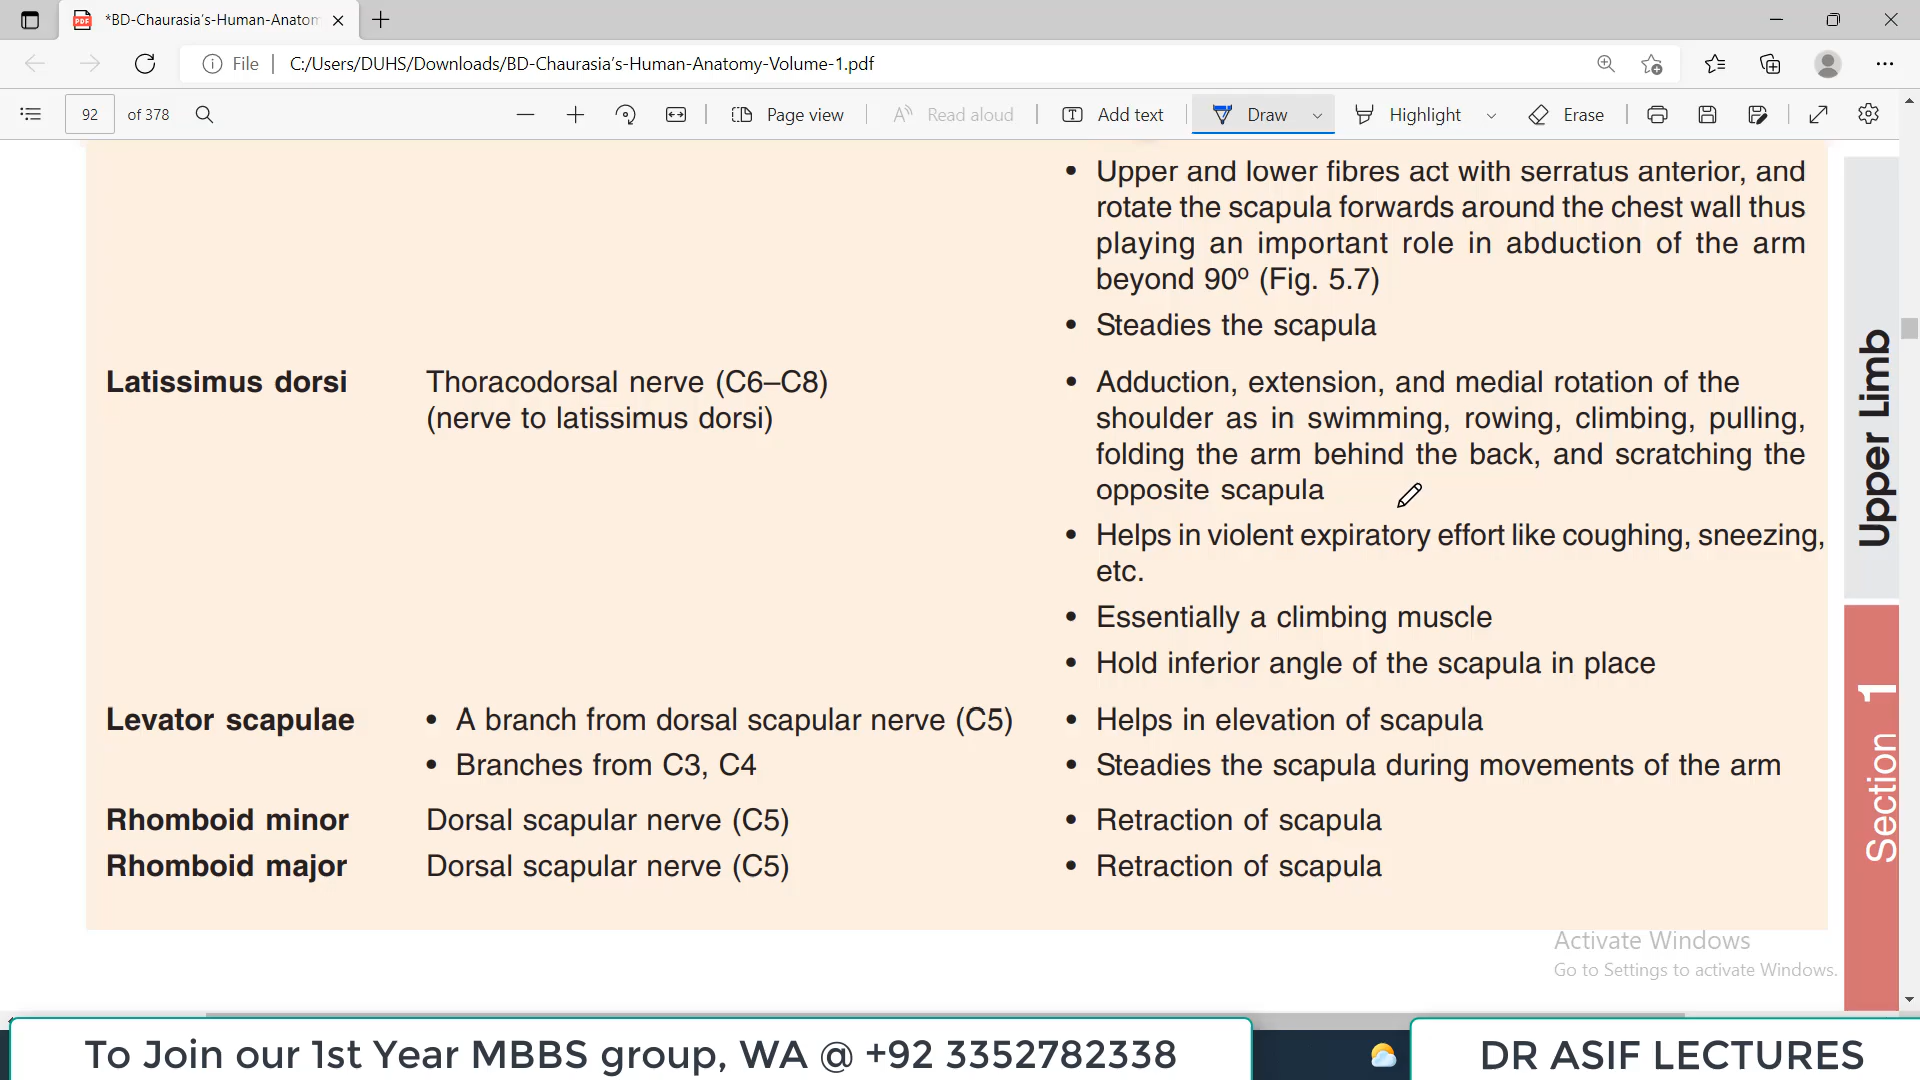 *BD-Chaurasia's-Human-Anatom
File
C:/Users/DUHS/Downloads/BD-Chaurasia's-Human-Anatomy-Volume-1.pdf
92 of 378
Page view
Read aloud
Add text
Draw
Highlight
Erase
• Upper and lower fibres act with serratus anterior, and
rotate the scapula forwards around the chest wall thus
playing an important role in abduction of the arm
beyond 90º (Fig. 5.7)
• Steadies the scapula
Latissimus dorsi
Thoracodorsal nerve (C6–C8)
(nerve to latissimus dorsi)
• Adduction, extension, and medial rotation of the
shoulder as in swimming, rowing, climbing, pulling,
folding the arm behind the back, and scratching the
opposite scapula
• Helps in violent expiratory effort like coughing, sneezing,
etc.
• Essentially a climbing muscle
• Hold inferior angle of the scapula in place
Levator scapulae
• A branch from dorsal scapular nerve (C5)
• Branches from C3, C4
• Helps in elevation of scapula
• Steadies the scapula during movements of the arm
Rhomboid minor
Dorsal scapular nerve (C5)
• Retraction of scapula
Rhomboid major
Dorsal scapular nerve (C5)
• Retraction of scapula
Upper Limb
Section 1
Activate Windows
Go to Settings to activate Windows.
To Join our 1st Year MBBS group, WA @ +92 3352782338
DR ASIF LECTURES